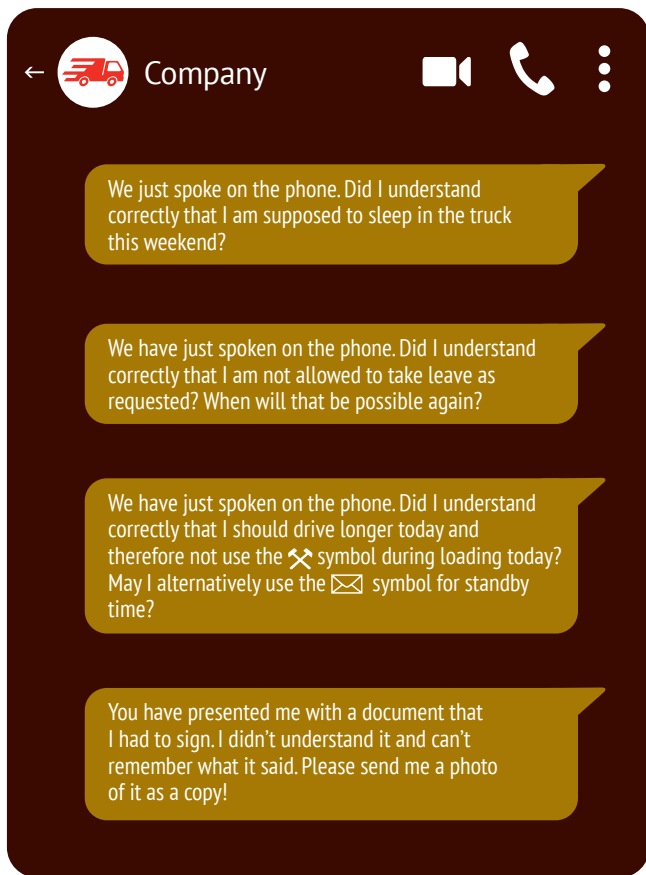 Company
We just spoke on the phone. Did I understand
correctly that I am supposed to sleep in the truck
this weekend?
We have just spoken on the phone. Did I understand
correctly that I am not allowed to take leave as
requested? When will that be possible again?
We have just spoken on the phone. Did I understand
correctly that I should drive longer today and
therefore not use the symbol during loading today?
May I alternatively use the symbol for standby
time?
You have presented me with a document that
I had to sign. I didn’t understand it and can’t
remember what it said. Please send me a photo
of it as a copy!